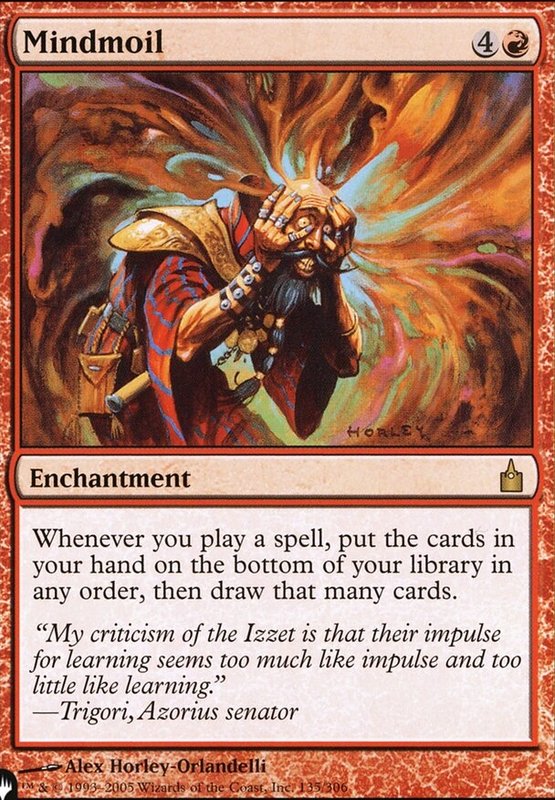 Mindmoil 4
HORLEY
Enchantment
Whenever you play a spell, put the cards in
your hand on the bottom of your library in
any order, then draw that many cards.
“My criticism of the Izzet is that their impulse
for learning seems too much like impulse and too
little like learning.”
—Trigori, Azorius senator
Alex Horley-Orlandelli
™ & © 1993–2005 Wizards of the Coast, Inc. 135/306